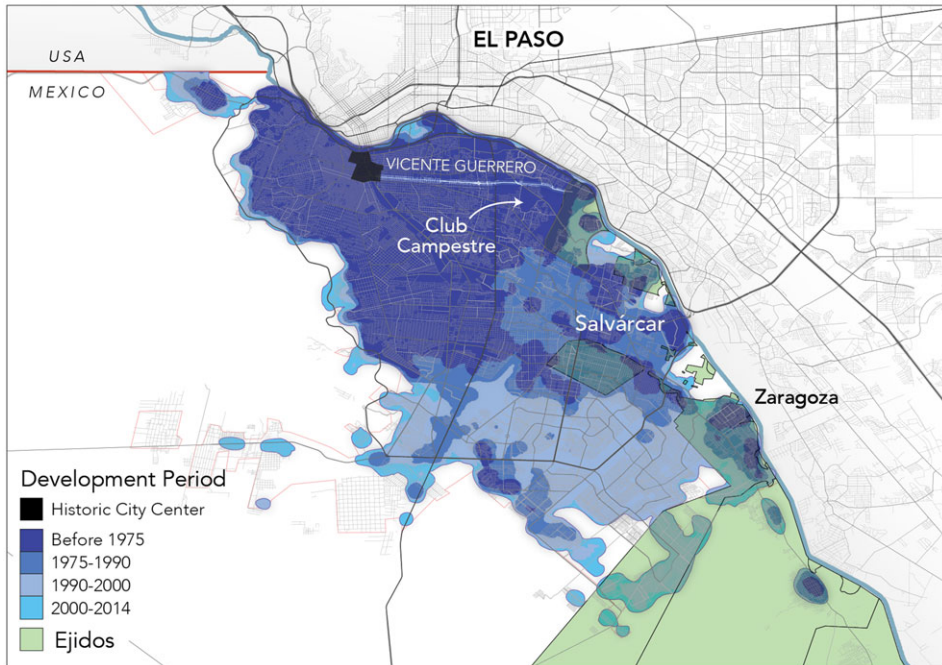 EL PASO
USA
MEXICO
VICENTE GUERRERO
Club
Campestre
Salvárcar
Zaragoza
Development Period
Historic City Center
Before 1975
1975-1990
1990-2000
2000-2014
Ejidos